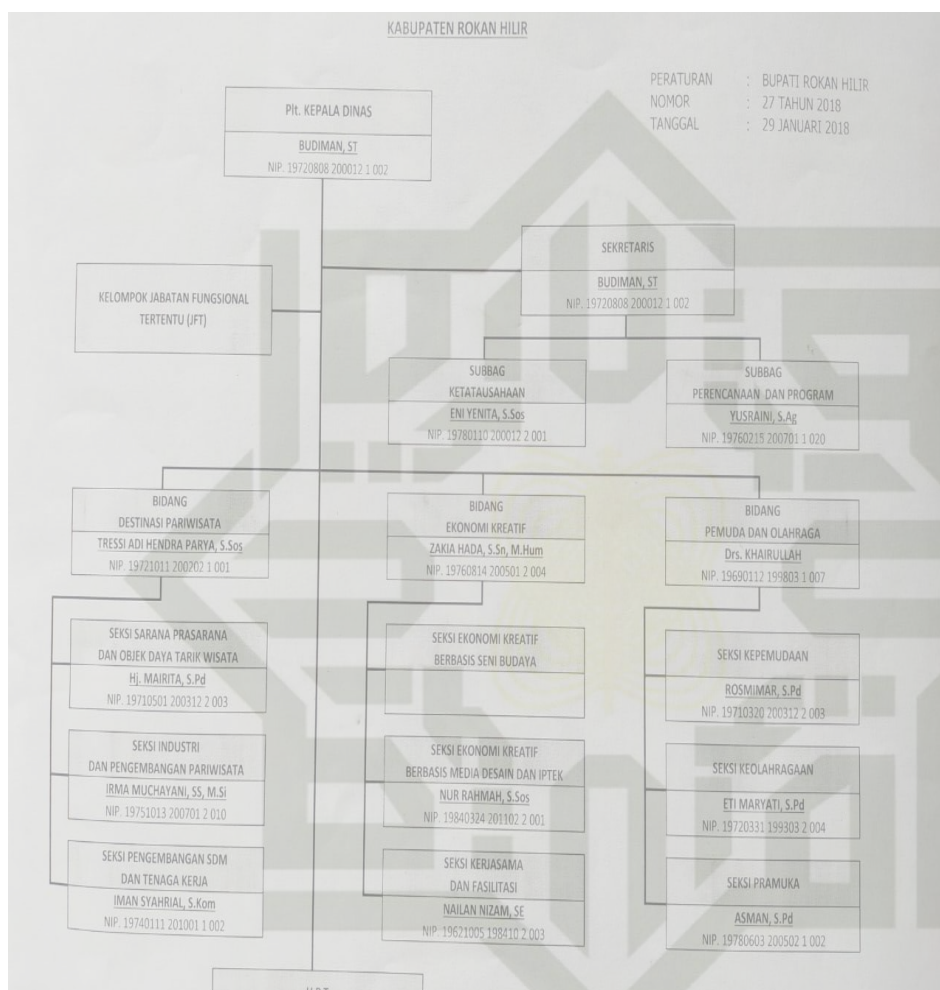 KABUPATEN ROKAN HILIR
PERATURAN : BUPATI ROKAN HILIR
NOMOR : 27 TAHUN 2018
TANGGAL : 29 JANUARI 2018
Plt. KEPALA DINAS
BUDIMAN, ST
NIP. 19720808 200012 1 002
SEKRETARIS
BUDIMAN, ST
NIP. 19720808 200012 1 002
KELOMPOK JABATAN FUNGSIONAL
TERTENTU (JFT)
SUBBAG
KETATAUSAHAAN
ENI YENITA, S.Sos
NIP. 19780110 200012 2 001
SUBBAG
PERENCANAAN DAN PROGRAM
YUSRAINI, S.Ag
NIP. 19760215 200701 1 020
BIDANG
DESTINASI PARIWISATA
TRESSI ADI HENDRA PARYA, S.Sos
NIP. 19721011 200202 1 001
BIDANG
EKONOMI KREATIF
ZAKIA HADA, S.Sn, M.Hum
NIP. 19760814 200501 2 004
BIDANG
PEMUDA DAN OLAHRAGA
Drs. KHAIRULLAH
NIP. 19690112 199803 1 007
SEKSI SARANA PRASARANA
DAN OBJEK DAYA TARIK WISATA
Hj. MAIRITA, S.Pd
NIP. 19710501 200312 2 003
SEKSI EKONOMI KREATIF
BERBASIS SENI BUDAYA
SEKSI KEPEMUDAAN
ROSMIMAR, S.Pd
NIP. 19710320 200312 2 003
SEKSI INDUSTRI
DAN PENGEMBANGAN PARIWISATA
IRMA MUCHAYANI, SS, M.Si
NIP. 19751013 200701 2 010
SEKSI EKONOMI KREATIF
BERBASIS MEDIA DESAIN DAN IPTEK
NUR RAHMAH, S.Sos
NIP. 19840324 201102 2 001
SEKSI KEOLAHRAGAAN
ETI MARYATI, S.Pd
NIP. 19720331 199303 2 004
SEKSI PENGEMBANGAN SDM
DAN TENAGA KERJA
IMAN SYAHRIAL, S.Kom
NIP. 19740111 201001 1 002
SEKSI KERJASAMA
DAN FASILITASI
NAILAN NIZAM, SE
NIP. 19621005 198410 2 003
SEKSI PRAMUKA
ASMAN, S.Pd
NIP. 19780603 200502 1 002